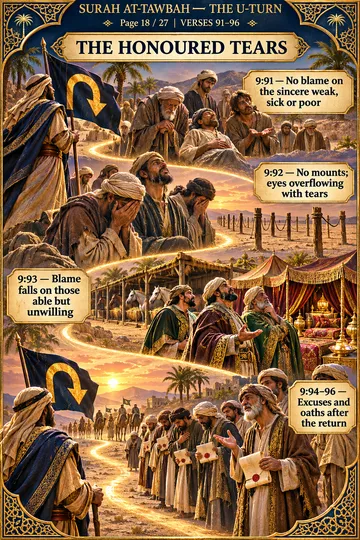 SURAH AT-TAWBAH — THE U-TURN
Page 18 / 27 | VERSES 91–96
THE HONOURED TEARS
9:91 — No blame on
the sincere weak,
sick or poor
9:92 — No mounts;
eyes overflowing
with tears
9:93 — Blame
falls on those
able but
unwilling
9:94–96 —
Excuses and
oaths after
the return